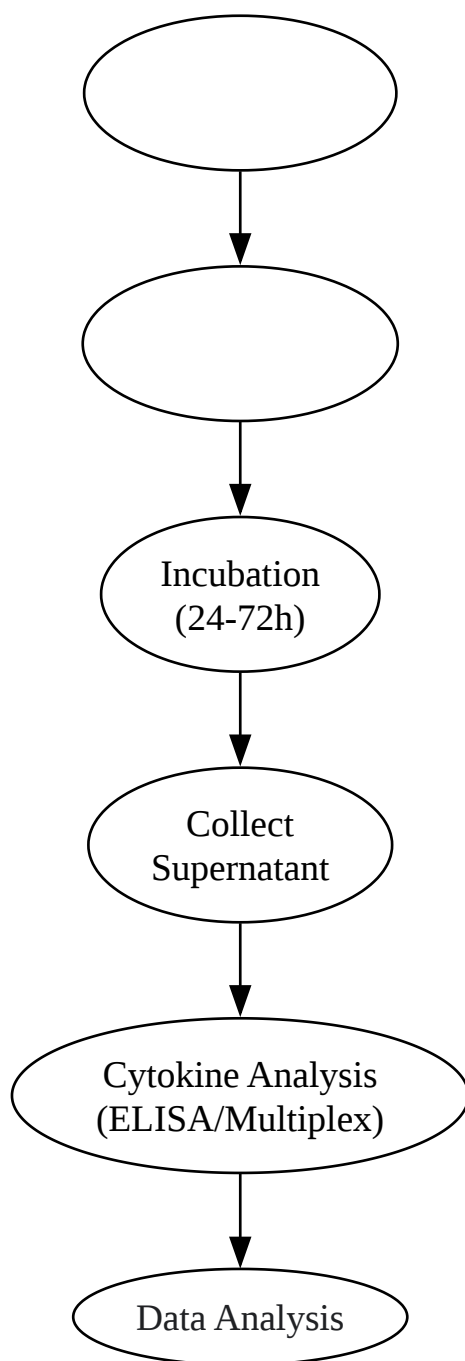 Incubation
(24-72h)
Collect
Supernatant
Cytokine Analysis
(ELISA/Multiplex)
Data Analysis